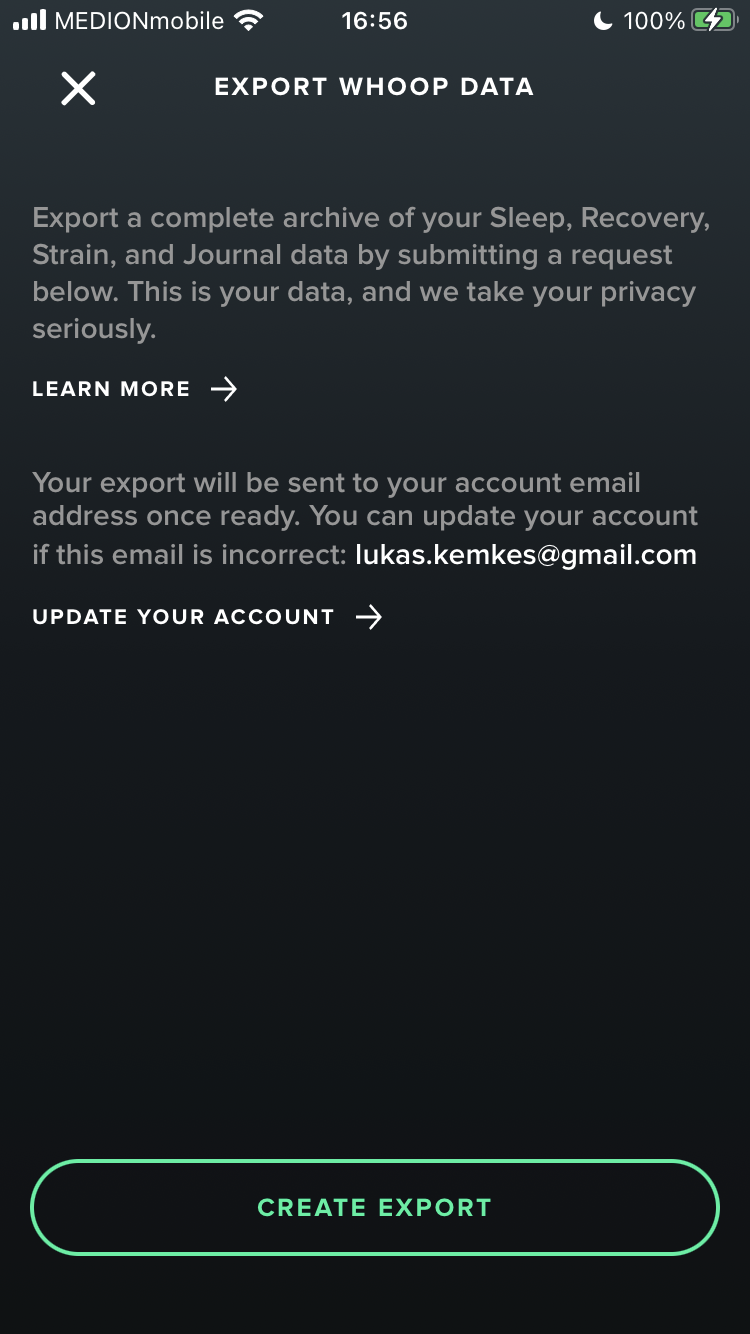 MEDIONmobile 16:56 100%
EXPORT WHOOP DATA
Export a complete archive of your Sleep, Recovery,
Strain, and Journal data by submitting a request
below. This is your data, and we take your privacy
seriously.
LEARN MORE
Your export will be sent to your account email
address once ready. You can update your account
if this email is incorrect: lukas.kemkes@gmail.com
UPDATE YOUR ACCOUNT
CREATE EXPORT